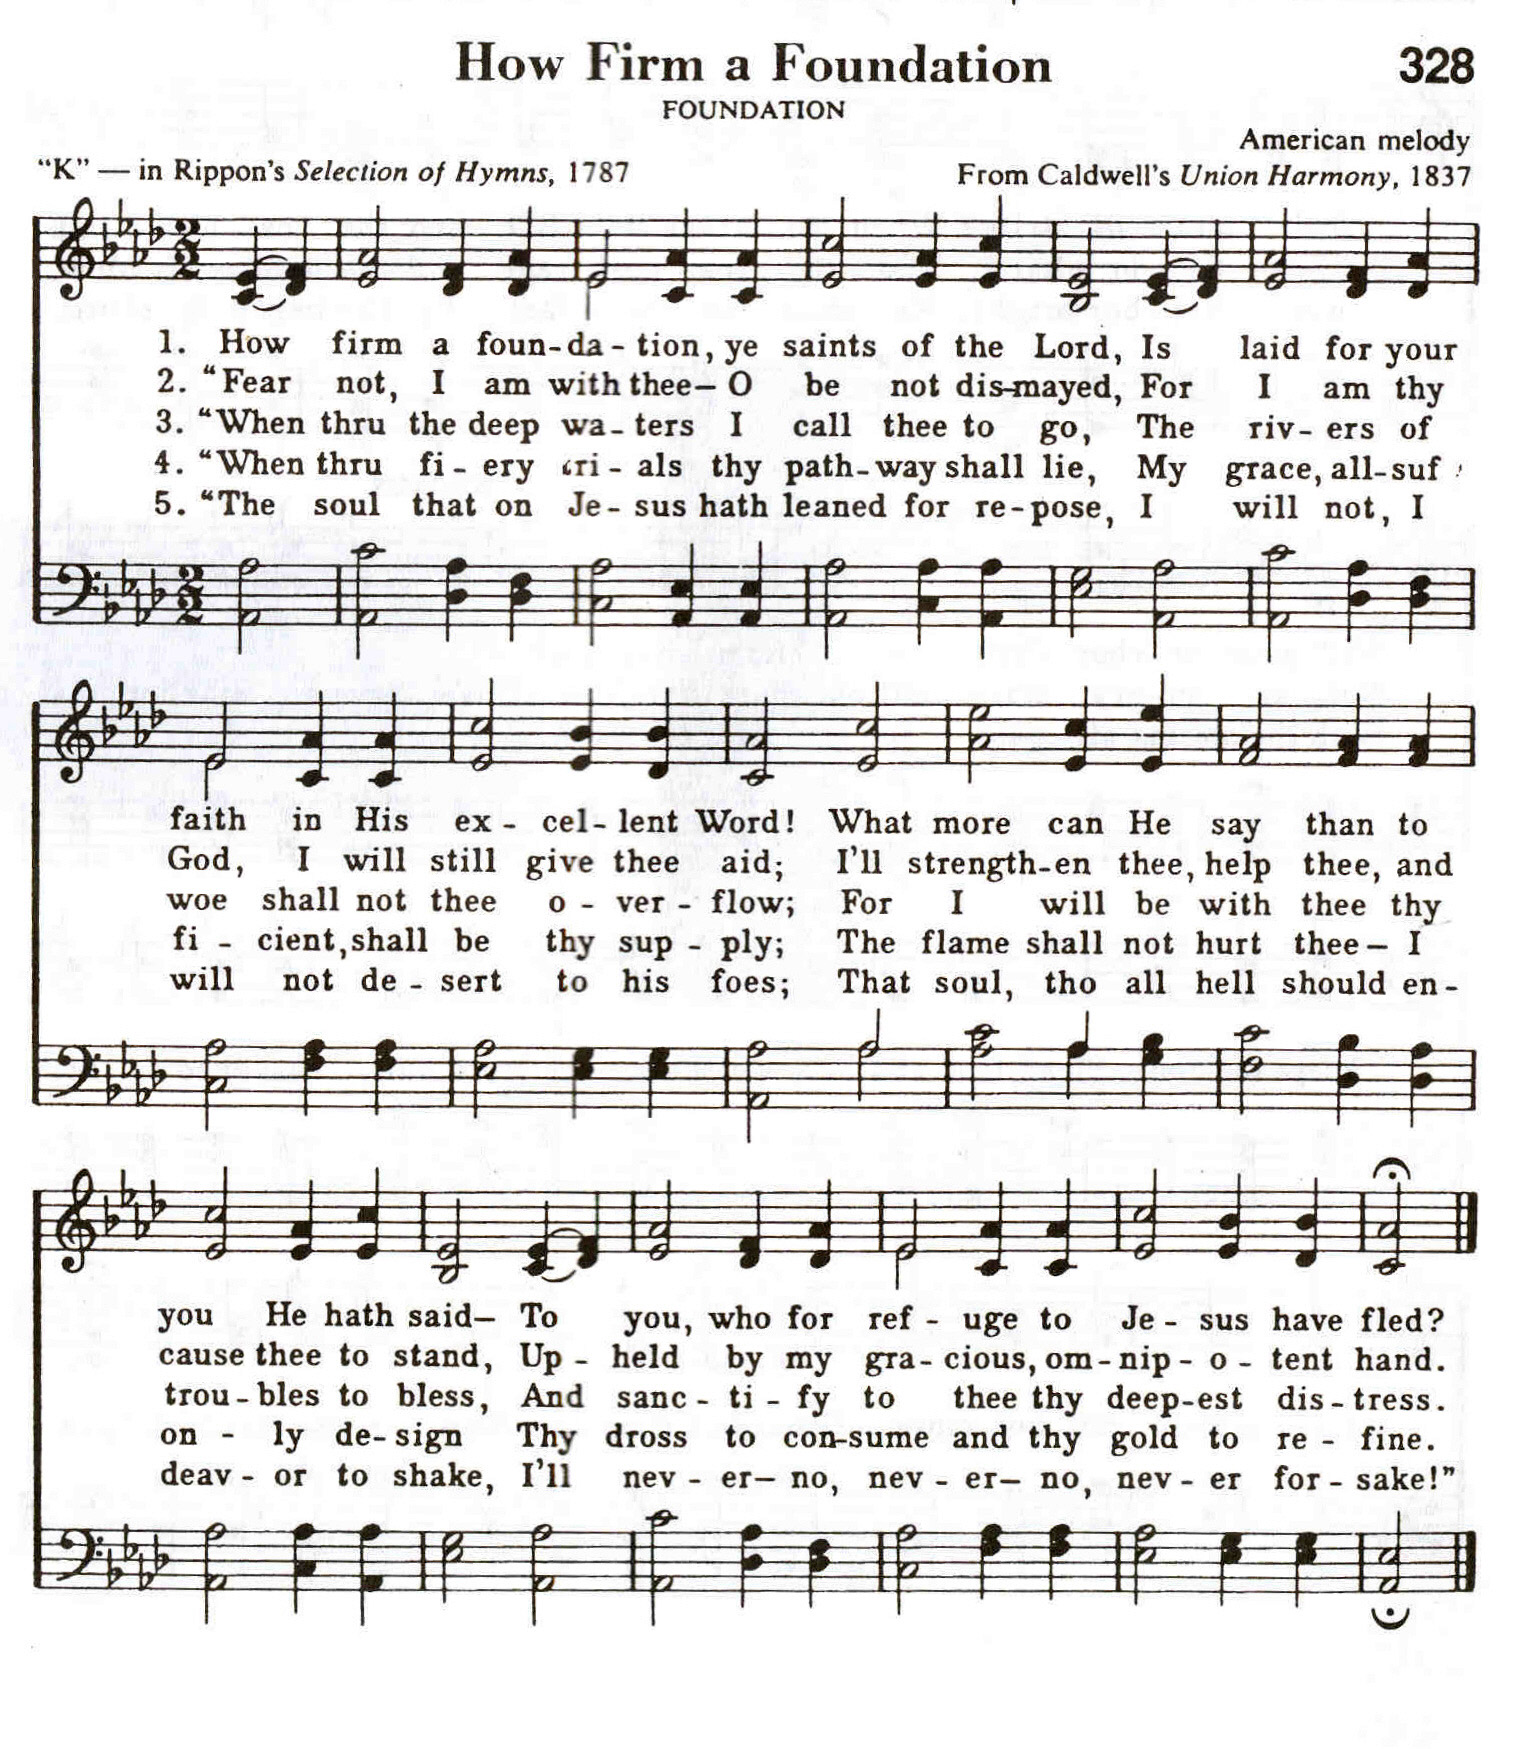 How Firm a Foundation 328
FOUNDATION
American melody
“K” — in Rippon’s Selection of Hymns, 1787 From Caldwell’s Union Harmony, 1837
1. How firm a foun-da-tion, ye saints of the Lord, Is laid for your
2. “Fear not, I am with thee— O be not dis-mayed, For I am thy
3. “When thru the deep wa-ters I call thee to go, The riv-ers of
4. “When thru fi-ery tri-als thy path-way shall lie, My grace, all-suf
5. “The soul that on Je-sus hath leaned for re-pose, I will not, I
faith in His ex-cel-lent Word! What more can He say than to
God, I will still give thee aid; I’ll strength-en thee, help thee, and
woe shall not thee o-ver-flow; For I will be with thee thy
fi-cient, shall be thy sup-ply; The flame shall not hurt thee— I
will not de-sert to his foes; That soul, tho all hell should en-
you He hath said— To you, who for ref-uge to Je-sus have fled?
cause thee to stand, Up-held by my gra-cious, om-nip-o-tent hand.
trou-bles to bless, And sanc-ti-fy to thee thy deep-est dis-tress.
on-ly de-sign Thy dross to con-sume and thy gold to re-fine.
deav-or to shake, I’ll nev-er— no, nev-er— no, nev-er for-sake!”